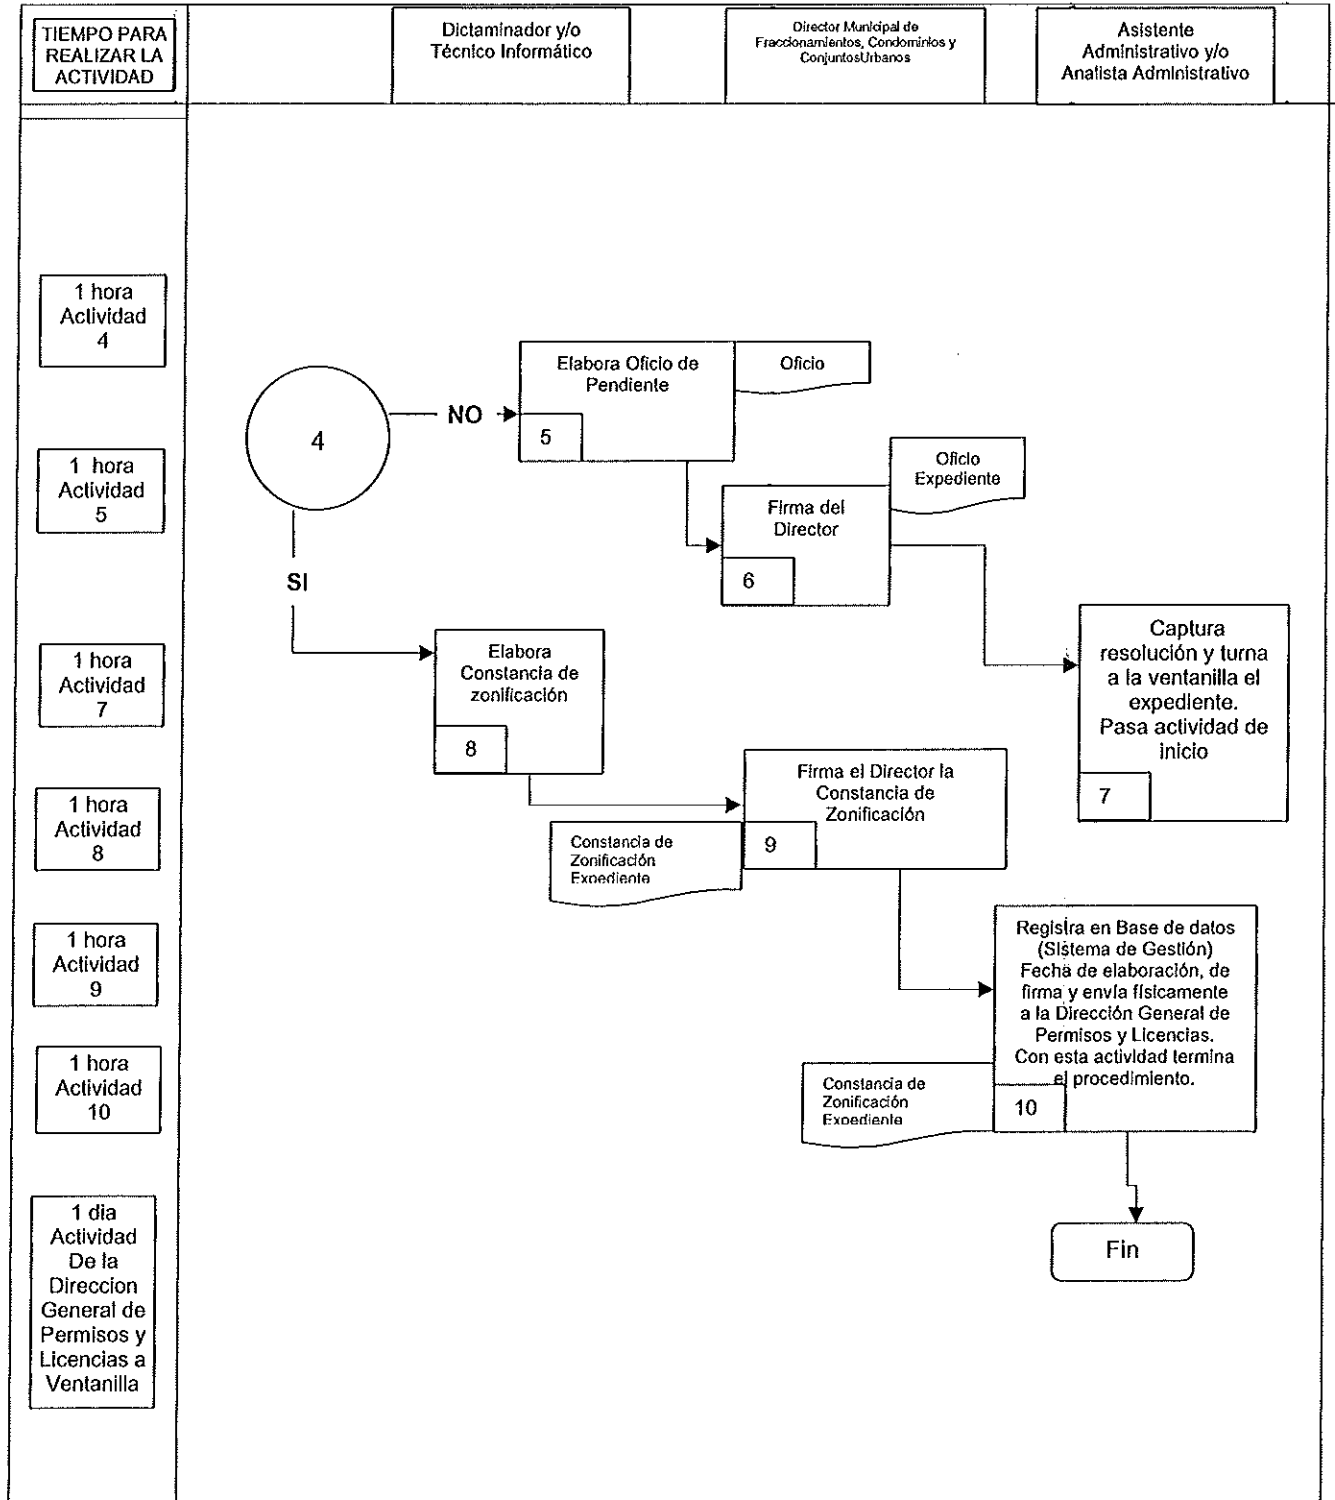 TIEMPO PARA
REALIZAR LA
ACTIVIDAD
Dictaminador y/o
Técnico Informático
Director Municipal de
Fraccionamientos, Condominios y
ConjuntosUrbanos
Asistente
Administrativo y/o
Analista Administrativo
1 hora
Actividad
4
1 hora
Actividad
5
1 hora
Actividad
7
1 hora
Actividad
8
1 hora
Actividad
9
1 hora
Actividad
10
1 dia
Actividad
De la
Direccion
General de
Permisos y
Licencias a
Ventanilla
4
NO
SI
Elabora Oficio de
Pendiente
5
Oficio
Firma del
Director
6
Oficio
Expediente
Captura
resolución y turna
a la ventanilla el
expediente.
Pasa actividad de
inicio
7
Elabora
Constancia de
zonificación
8
Firma el Director la
Constancia de
Zonificación
9
Constancia de
Zonificación
Expediente
Registra en Base de datos
(Sistema de Gestión)
Fecha de elaboración, de
firma y envía físicamente
a la Dirección General de
Permisos y Licencias.
Con esta actividad termina
el procedimiento.
10
Constancia de
Zonificación
Expediente
Fin